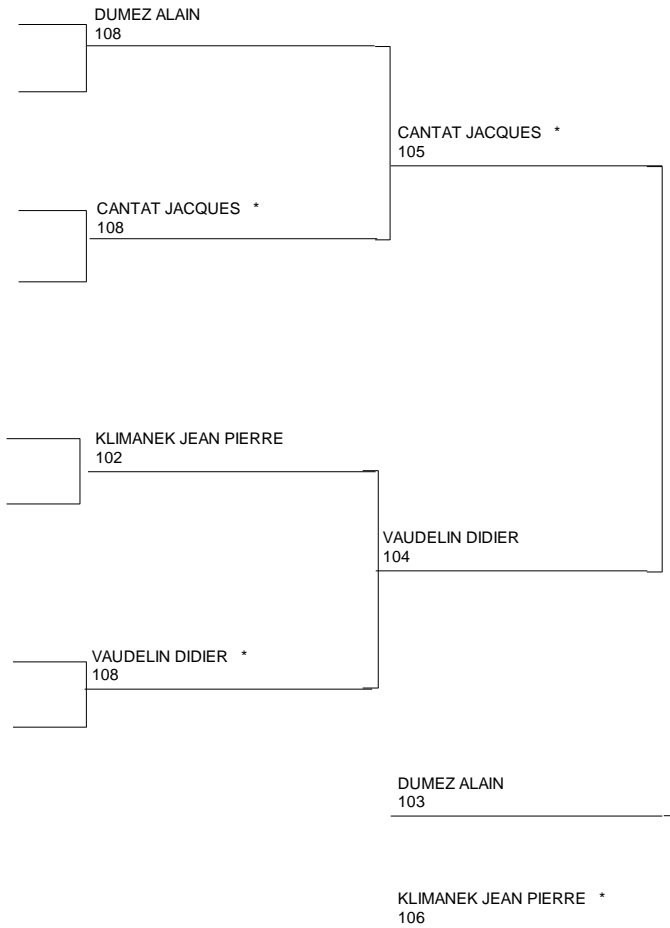 DUMEZ ALAIN
108
CANTAT JACQUES *
105
CANTAT JACQUES *
108
KLIMANEK JEAN PIERRE
102
VAUDELIN DIDIER
104
VAUDELIN DIDIER *
108
DUMEZ ALAIN
103
KLIMANEK JEAN PIERRE *
106